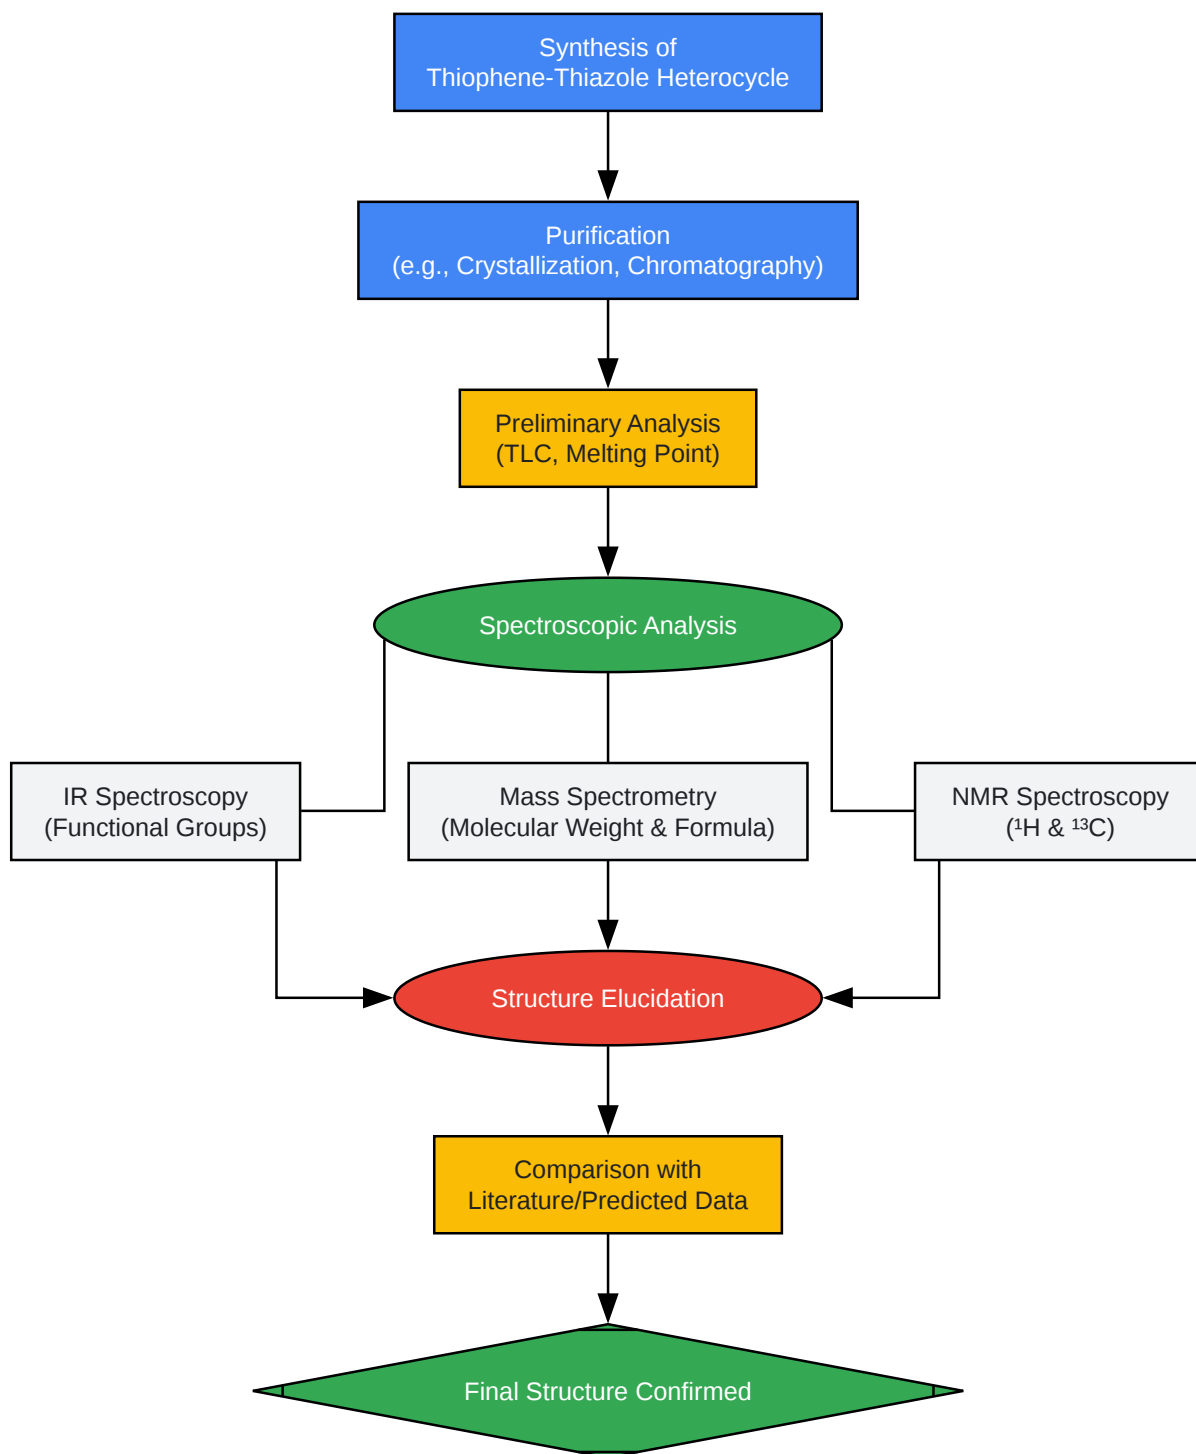 Synthesis of
Thiophene-Thiazole Heterocycle
Purification
(e.g., Crystallization, Chromatography)
Preliminary Analysis
(TLC, Melting Point)
Spectroscopic Analysis
IR Spectroscopy
(Functional Groups)
Mass Spectrometry
(Molecular Weight & Formula)
NMR Spectroscopy
(¹H & ¹³C)
Structure Elucidation
Comparison with
Literature/Predicted Data
Final Structure Confirmed